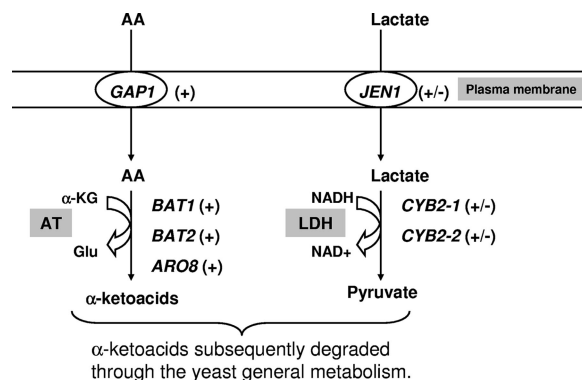 AA
Lactate
GAP1 (+)
JEN1 (+/-)
Plasma membrane
AA
Lactate
α-KG
BAT1 (+)
NADH
CYB2-1 (+/-)
AT
BAT2 (+)
LDH
CYB2-2 (+/-)
Glu
ARO8 (+)
NAD+
α-ketoacids
Pyruvate
α-ketoacids subsequently degraded
through the yeast general metabolism.